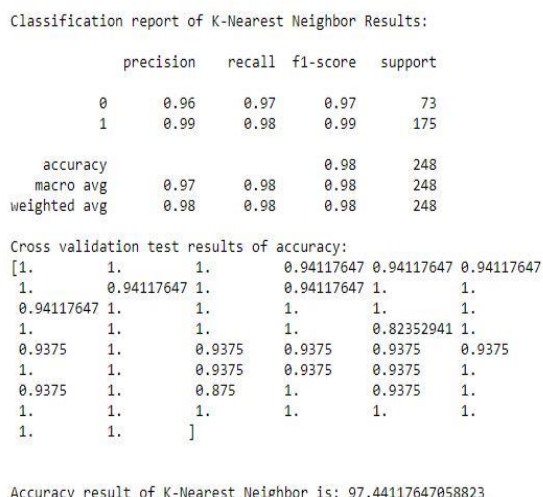 Classification report of K-Nearest Neighbor Results:
precision recall f1-score support
0 0.96 0.97 0.97 73
1 0.99 0.98 0.99 175
accuracy 0.98 248
macro avg 0.97 0.98 0.98 248
weighted avg 0.98 0.98 0.98 248
Cross validation test results of accuracy:
[1. 1. 1. 0.94117647 0.94117647 0.94117647
1. 0.94117647 1. 0.94117647 1. 1.
0.94117647 1. 1. 1. 1. 1.
1. 1. 1. 1. 0.82352941 1.
0.9375 1. 0.9375 0.9375 0.9375 0.9375
1. 1. 0.9375 0.9375 0.9375 1.
0.9375 1. 0.875 1. 0.9375 1.
1. 1. 1. 1. 1. 1.
1. 1. ]
Accuracy result of K-Nearest Neighbor is: 97.44117647058823